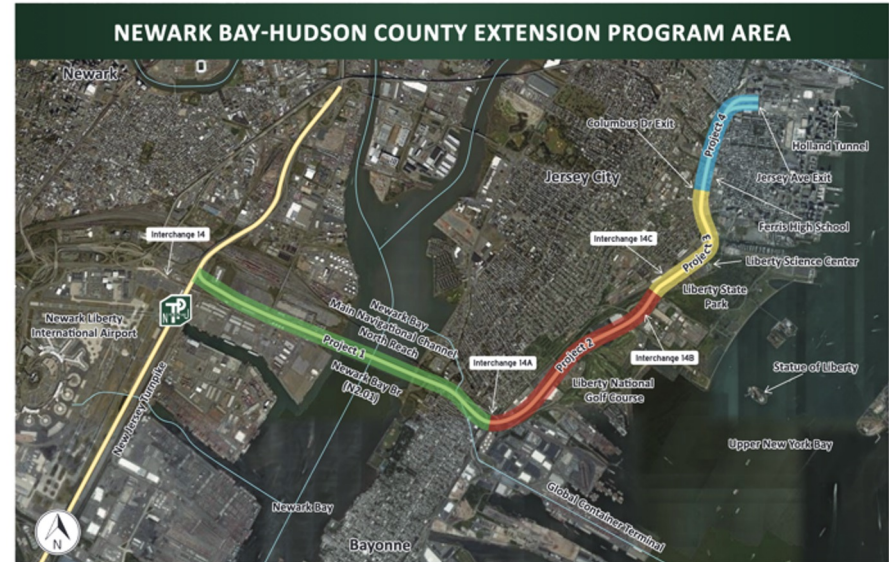 NEWARK BAY-HUDSON COUNTY EXTENSION PROGRAM AREA
Newark
Columbus Dr Exit
Project 4
Holland Tunnel
Jersey City
Jersey Ave Exit
Interchange 14
Interchange 14C
Project 3
Ferris High School
Liberty Science Center
Liberty State
Park
Newark Liberty
International Airport
Newark Bay
Main Navigational Channel
North Reach
Project 1
Newark Bay Br
(N2.01)
Interchange 14A
Project 2
Interchange 14B
Liberty National
Golf Course
Statue of Liberty
New Jersey Turnpike
Upper New York Bay
Newark Bay
Global Container Terminal
Bayonne
N